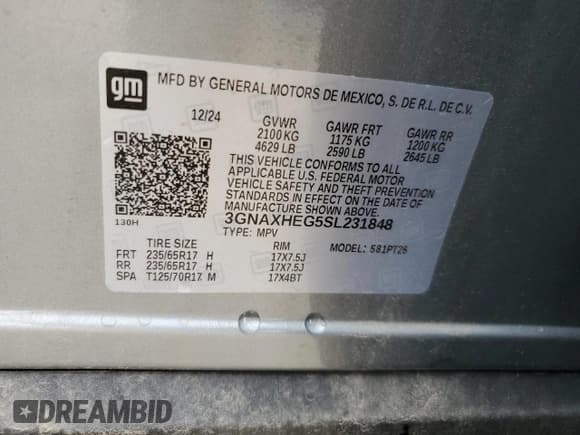 gm
MFD BY GENERAL MOTORS DE MEXICO, S. DE R.L. DE C.V.
12/24 GVWR GAWR FRT GAWR RR
2100 KG 1175 KG 1200 KG
4629 LB 2590 LB 2645 LB
THIS VEHICLE CONFORMS TO ALL
APPLICABLE U.S. FEDERAL MOTOR
VEHICLE SAFETY AND THEFT PREVENTION
STANDARDS IN EFFECT ON THE DATE OF
MANUFACTURE SHOWN ABOVE.
130H
3GNAXHEG5SL231848
TYPE: MPV MODEL: 581PT26
TIRE SIZE RIM
FRT 235/65R17 H 17X7.5J
RR 235/65R17 H 17X7.5J
SPA T125/70R17 M 17X4BT
DREAMBID